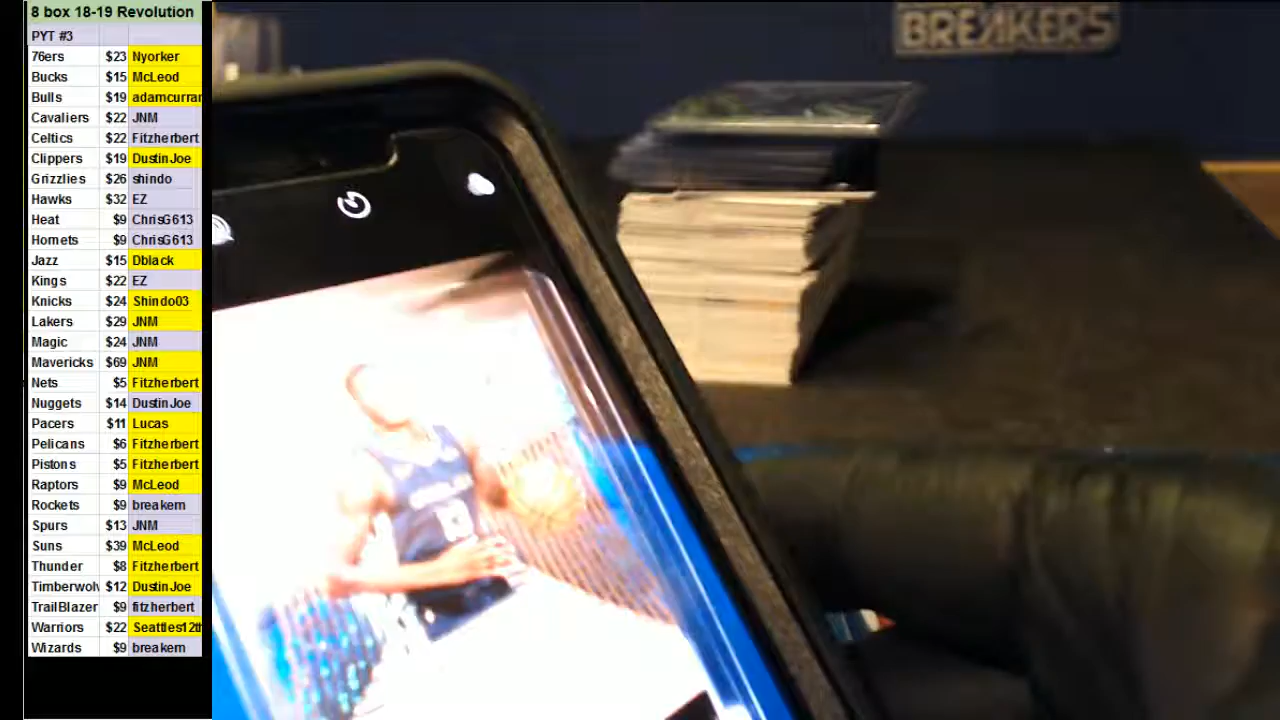 8 box 18-19 Revolution
PYT #3
76ers $23 Nyorker
Bucks $15 McLeod
Bulls $19 adamcurran
Cavaliers $22 JNM
Celtics $22 Fitzherbert
Clippers $19 DustinJoe
Grizzlies $26 shindo
Hawks $32 EZ
Heat $9 ChrisG613
Hornets $9 ChrisG613
Jazz $15 Dblack
Kings $22 EZ
Knicks $24 Shindo03
Lakers $29 JNM
Magic $24 JNM
Mavericks $69 JNM
Nets $5 Fitzherbert
Nuggets $14 DustinJoe
Pacers $11 Lucas
Pelicans $6 Fitzherbert
Pistons $5 Fitzherbert
Raptors $9 McLeod
Rockets $9 breakern
Spurs $13 JNM
Suns $39 McLeod
Thunder $8 Fitzherbert
Timberwolv $12 DustinJoe
TrailBlazer $9 fitzherbert
Warriors $22 Seattles12th
Wizards $9 breakern
BREAKERS